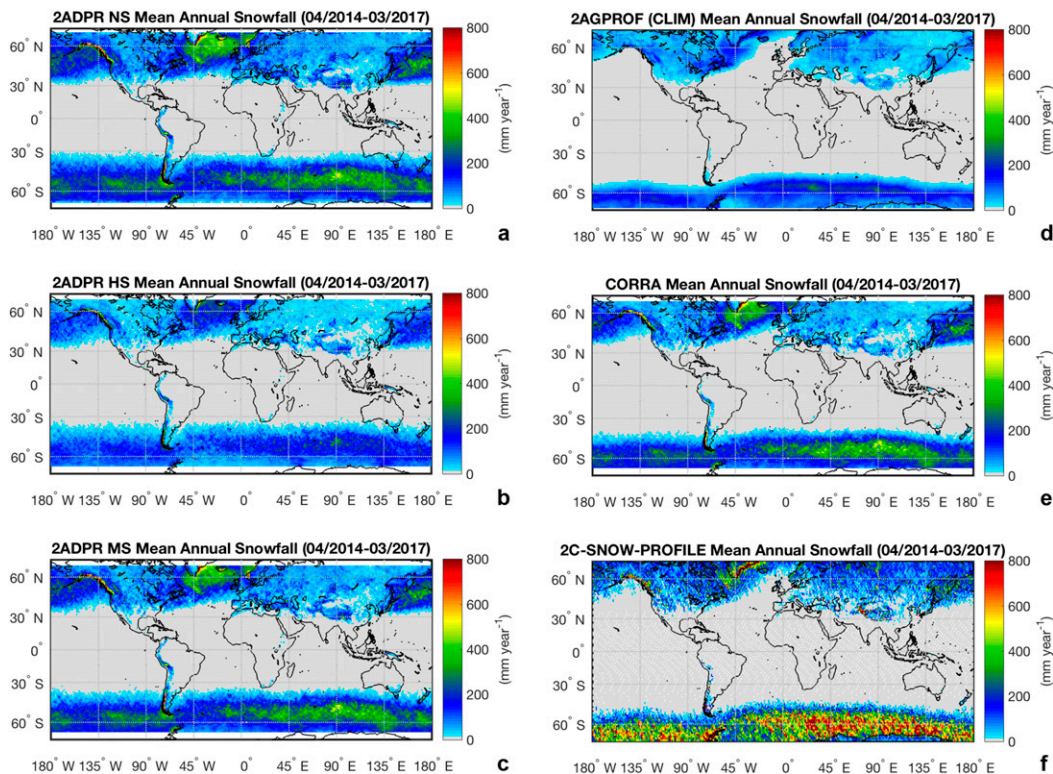 2ADPR NS Mean Annual Snowfall (04/2014-03/2017)
60° N
30° N
0°
30° S
60° S
180° W 135° W 90° W 45° W 0° 45° E 90° E 135° E 180° E
800
600
400
200
0
(mm year⁻¹)
a
2ADPR HS Mean Annual Snowfall (04/2014-03/2017)
60° N
30° N
0°
30° S
60° S
180° W 135° W 90° W 45° W 0° 45° E 90° E 135° E 180° E
800
600
400
200
0
(mm year⁻¹)
b
2ADPR MS Mean Annual Snowfall (04/2014-03/2017)
60° N
30° N
0°
30° S
60° S
180° W 135° W 90° W 45° W 0° 45° E 90° E 135° E 180° E
800
600
400
200
0
(mm year⁻¹)
c
2AGPROF (CLIM) Mean Annual Snowfall (04/2014-03/2017)
60° N
30° N
0°
30° S
60° S
180° W 135° W 90° W 45° W 0° 45° E 90° E 135° E 180° E
800
600
400
200
0
(mm year⁻¹)
d
CORRA Mean Annual Snowfall (04/2014-03/2017)
60° N
30° N
0°
30° S
60° S
180° W 135° W 90° W 45° W 0° 45° E 90° E 135° E 180° E
800
600
400
200
0
(mm year⁻¹)
e
2C-SNOW-PROFILE Mean Annual Snowfall (04/2014-03/2017)
60° N
30° N
0°
30° S
60° S
180° W 135° W 90° W 45° W 0° 45° E 90° E 135° E 180° E
800
600
400
200
0
(mm year⁻¹)
f